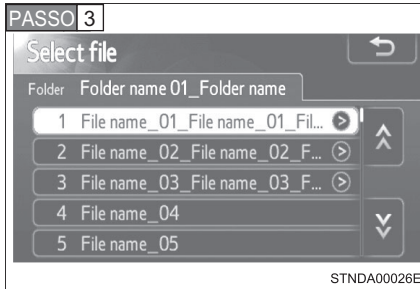 PASSO 3
Select file
Folder Folder name 01_Folder name
1 File name_01_File name_01_Fil...
2 File name_02_File name_02_F...
3 File name_03_File name_03_F...
4 File name_04
5 File name_05
STNDA00026E